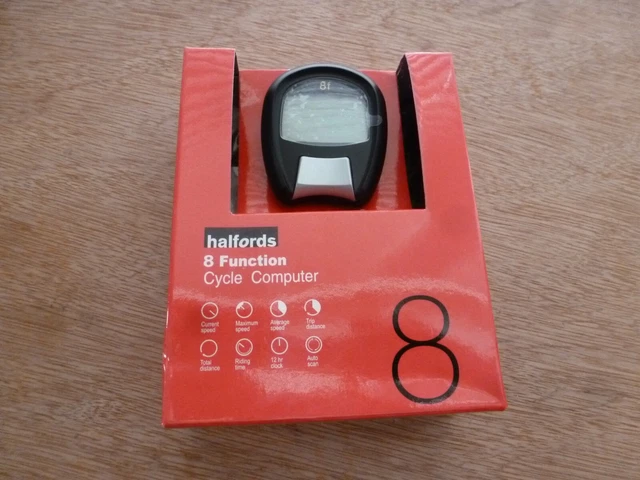 8f
halfords
8 Function
Cycle Computer
Current
speed
Maximum
speed
Average
speed
Trip
distance
Total
distance
Riding
time
12 hr
clock
Auto
scan
8